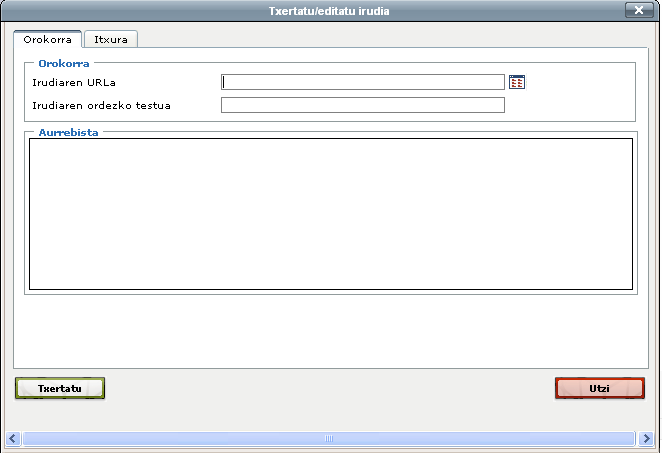 Txertatu/editatu irudia
Orokorra Itxura
Orokorra
Irudiaren URLa
Irudiaren ordezko testua
Aurrebista
Txertatu Utzi